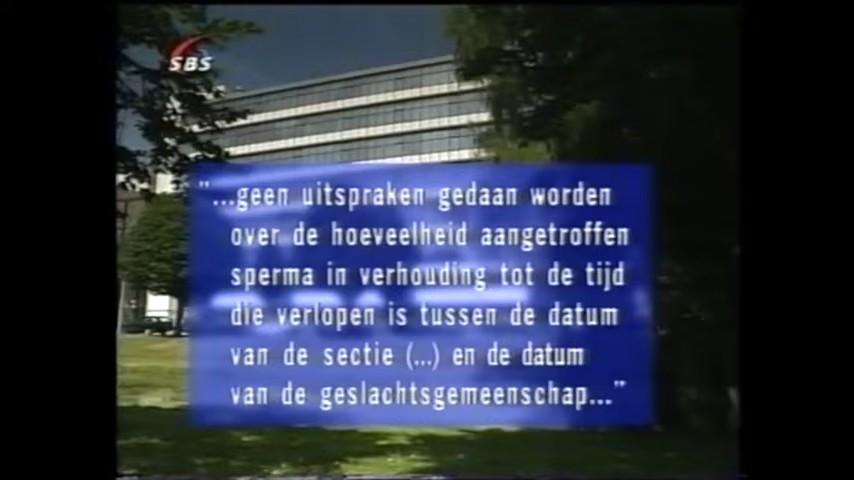 SBS
"...geen uitspraken gedaan worden
over de hoeveelheid aangetroffen
sperma in verhouding tot de tijd
die verlopen is tussen de datum
van de sectie (...) en de datum
van de geslachtsgemeenschap..."